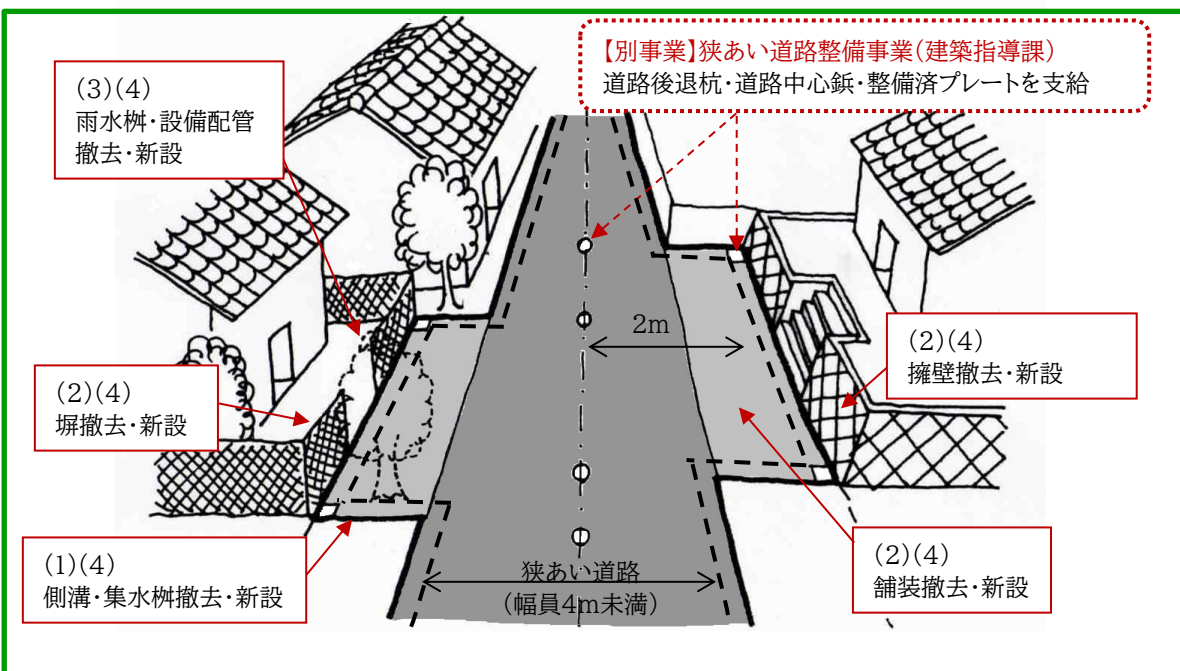 【別事業】狭あい道路整備事業(建築指導課)
道路後退杭・道路中心鋲・整備済プレートを支給
(3)(4)
雨水桝・設備配管
撤去・新設
2m
(2)(4)
擁壁撤去・新設
(2)(4)
塀撤去・新設
(1)(4)
側溝・集水桝撤去・新設
狭あい道路
(幅員4m未満)
(2)(4)
舗装撤去・新設